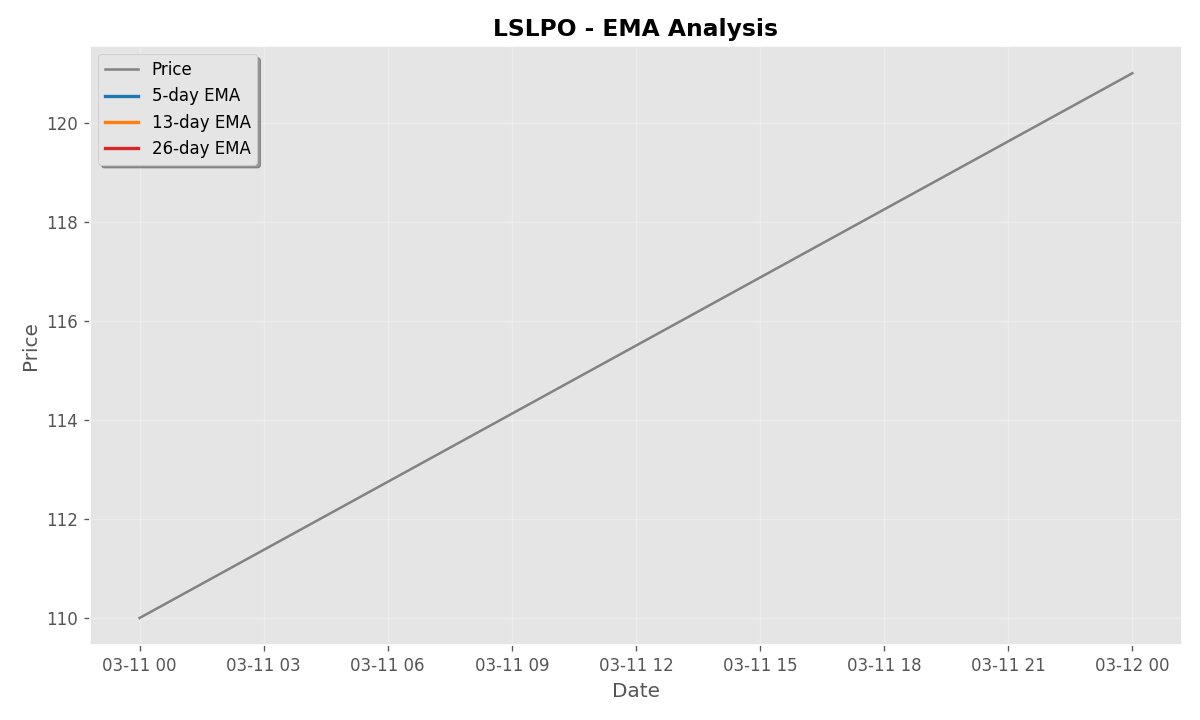 LSLPO - EMA Analysis
Price
5-day EMA
13-day EMA
26-day EMA
120
118
116
114
112
110
Price
03-11 00
03-11 03
03-11 06
03-11 09
03-11 12
03-11 15
03-11 18
03-11 21
03-12 00
Date